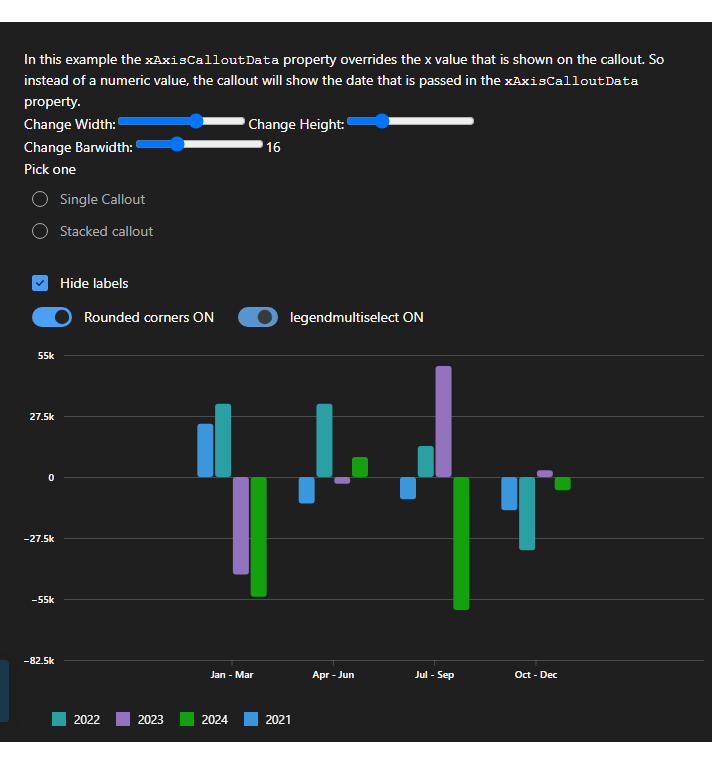 In this example the xAxisCalloutData property overrides the x value that is shown on the callout. So
instead of a numeric value, the callout will show the date that is passed in the xAxisCalloutData
property.
Change Width: Change Height:
Change Barwidth: 16
Pick one
Single Callout
Stacked callout
Hide labels
Rounded corners ON legendmultiselect ON
55k
27.5k
0
−27.5k
−55k
−82.5k
Jan - Mar Apr - Jun Jul - Sep Oct - Dec
2022 2023 2024 2021